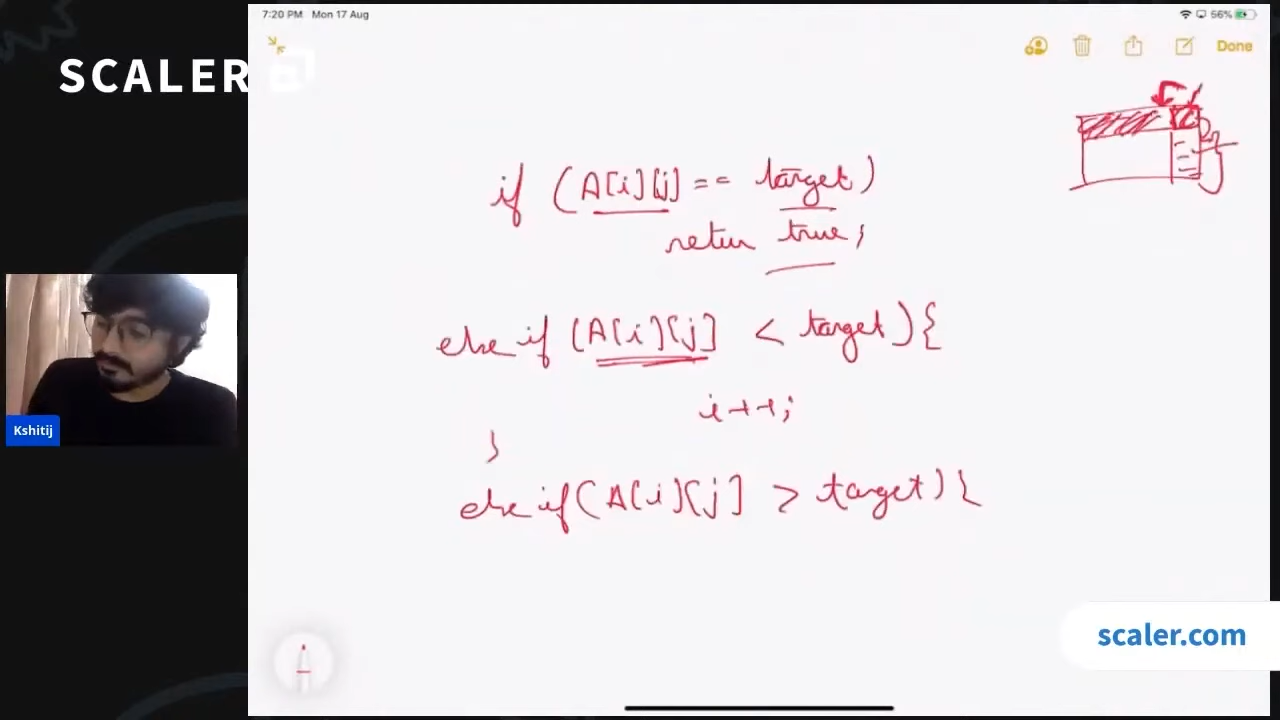 7:20 PM Mon 17 Aug
56%
Done
SCALER
if (A[i][j] == target)
retur true;
else if (A[i][j] < target){
i++;
}
else if(A[i][j] > target){
Kshitij
scaler.com